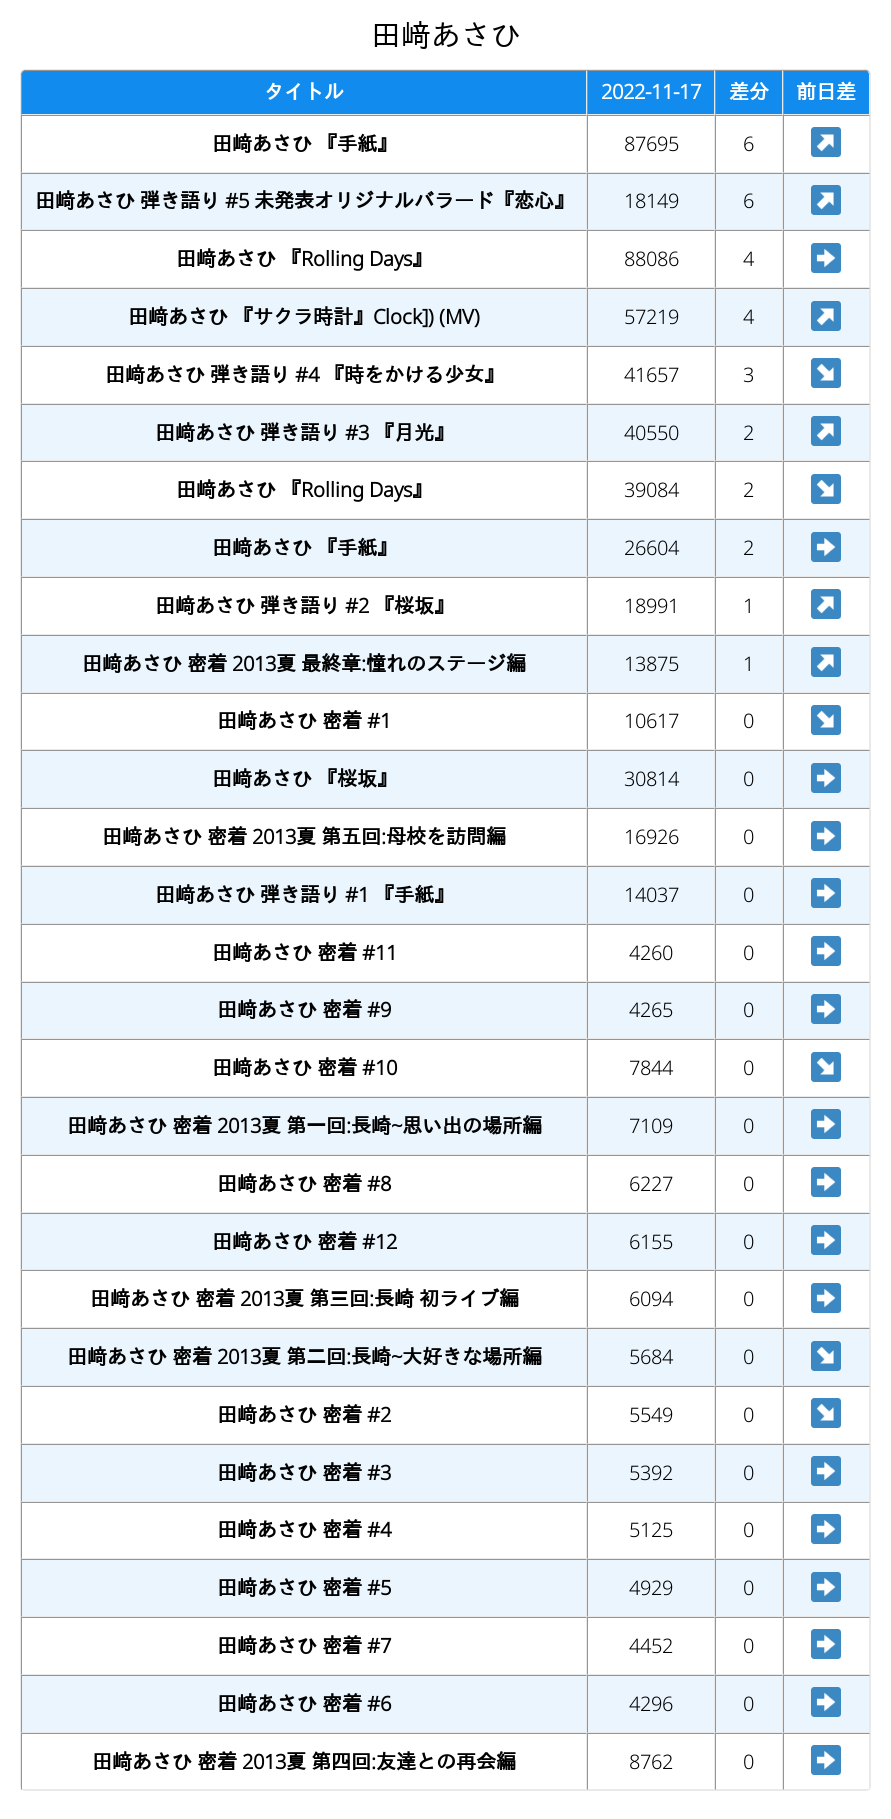 田﨑あさひ
タイトル 2022-11-17 差分 前日差
田﨑あさひ 『手紙』 87695 6 ↗
田﨑あさひ 弾き語り #5 未発表オリジナルバラード『恋心』 18149 6 ↗
田﨑あさひ 『Rolling Days』 88086 4 ➡
田﨑あさひ 『サクラ時計』Clock]) (MV) 57219 4 ↗
田﨑あさひ 弾き語り #4 『時をかける少女』 41657 3 ↘
田﨑あさひ 弾き語り #3 『月光』 40550 2 ↗
田﨑あさひ 『Rolling Days』 39084 2 ↘
田﨑あさひ 『手紙』 26604 2 ➡
田﨑あさひ 弾き語り #2 『桜坂』 18991 1 ↗
田﨑あさひ 密着 2013夏 最終章:憧れのステージ編 13875 1 ↗
田﨑あさひ 密着 #1 10617 0 ↘
田﨑あさひ 『桜坂』 30814 0 ➡
田﨑あさひ 密着 2013夏 第五回:母校を訪問編 16926 0 ➡
田﨑あさひ 弾き語り #1 『手紙』 14037 0 ➡
田﨑あさひ 密着 #11 4260 0 ➡
田﨑あさひ 密着 #9 4265 0 ➡
田﨑あさひ 密着 #10 7844 0 ↘
田﨑あさひ 密着 2013夏 第一回:長崎~思い出の場所編 7109 0 ➡
田﨑あさひ 密着 #8 6227 0 ➡
田﨑あさひ 密着 #12 6155 0 ➡
田﨑あさひ 密着 2013夏 第三回:長崎 初ライブ編 6094 0 ➡
田﨑あさひ 密着 2013夏 第二回:長崎~大好きな場所編 5684 0 ↘
田﨑あさひ 密着 #2 5549 0 ↘
田﨑あさひ 密着 #3 5392 0 ➡
田﨑あさひ 密着 #4 5125 0 ➡
田﨑あさひ 密着 #5 4929 0 ➡
田﨑あさひ 密着 #7 4452 0 ➡
田﨑あさひ 密着 #6 4296 0 ➡
田﨑あさひ 密着 2013夏 第四回:友達との再会編 8762 0 ➡